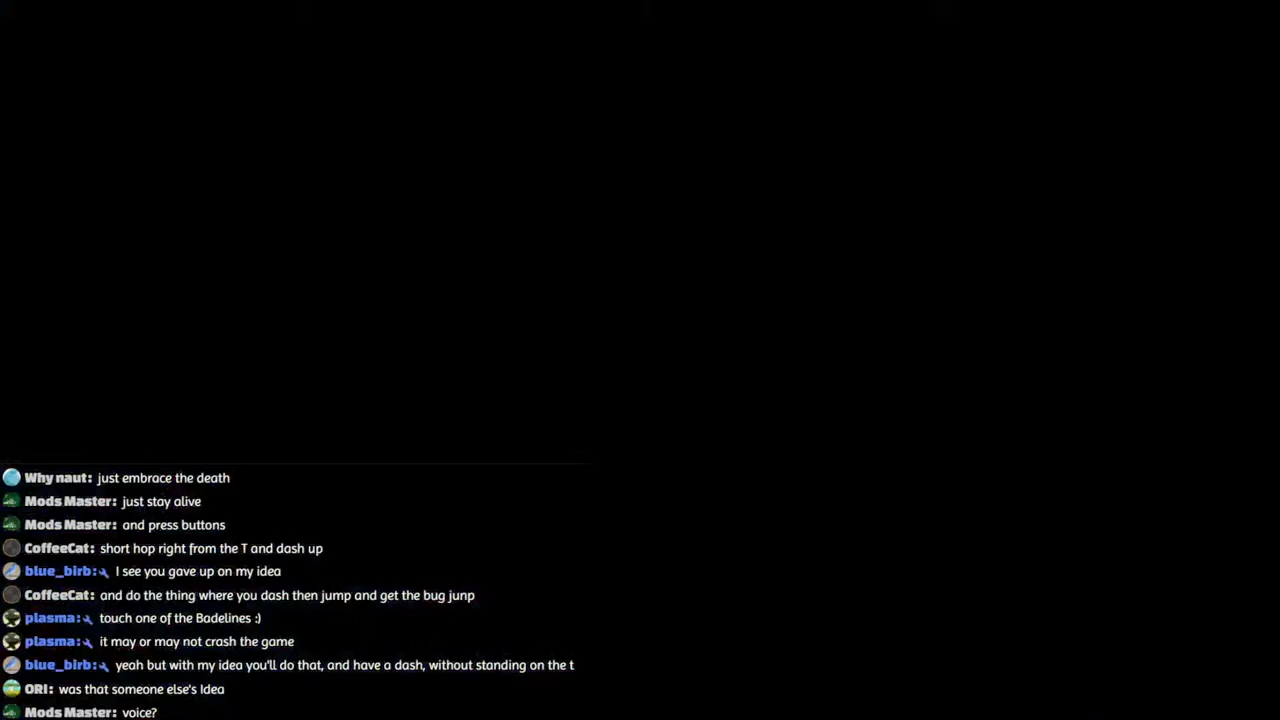 Why naut: just embrace the death
Mods Master: just stay alive
Mods Master: and press buttons
CoffeeCat: short hop right from the T and dash up
blue_birb: I see you gave up on my idea
CoffeeCat: and do the thing where you dash then jump and get the bug junp
plasma: touch one of the Badelines :)
plasma: it may or may not crash the game
blue_birb: yeah but with my idea you'll do that, and have a dash, without standing on the t
ORI: was that someone else's Idea
Mods Master: voice?